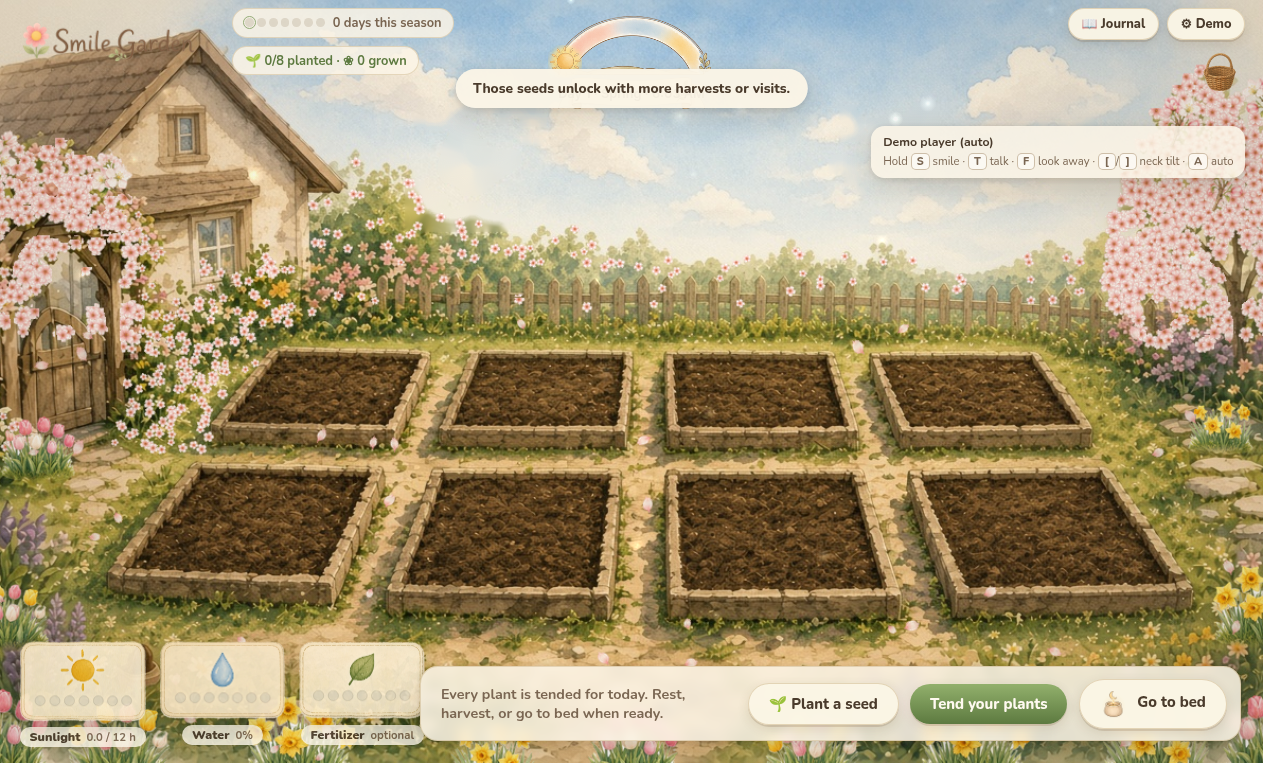 Smile Garden
0 days this season
🌱 0/8 planted · ❀ 0 grown
Those seeds unlock with more harvests or visits.
📖 Journal
⚙ Demo
Demo player (auto)
Hold S smile · T talk · F look away · [ / ] neck tilt · A auto
Sunlight 0.0 / 12 h
Water 0%
Fertilizer optional
Every plant is tended for today. Rest,
harvest, or go to bed when ready.
🌱 Plant a seed
Tend your plants
Go to bed